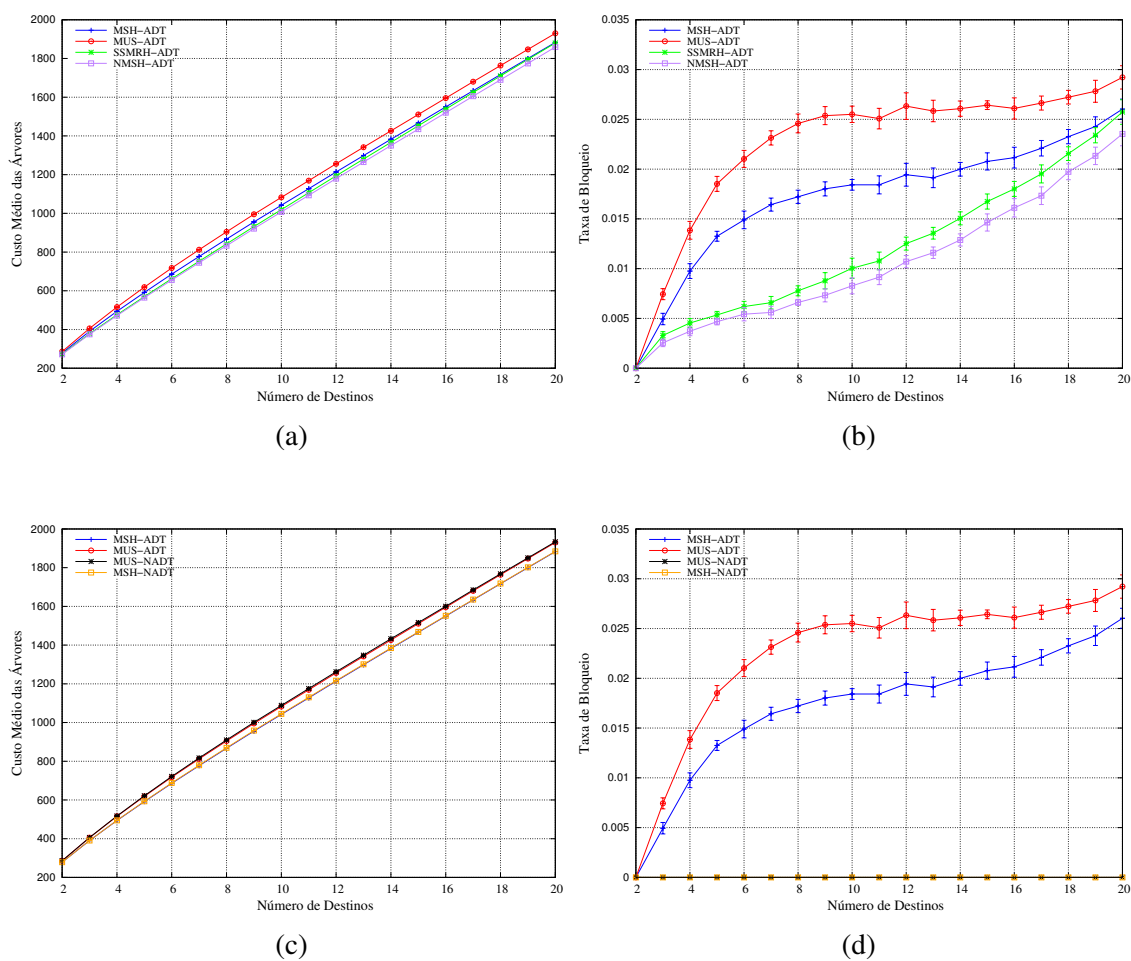 2000
1800
1600
1400
1200
1000
800
600
400
200
Custo Médio das Árvores
MSH-ADT
MUS-ADT
SSMRH-ADT
NMSH-ADT
2 4 6 8 10 12 14 16 18 20
Número de Destinos
(a)
0.035
0.03
0.025
0.02
0.015
0.01
0.005
0
Taxa de Bloqueio
MSH-ADT
MUS-ADT
SSMRH-ADT
NMSH-ADT
2 4 6 8 10 12 14 16 18 20
Número de Destinos
(b)
2000
1800
1600
1400
1200
1000
800
600
400
200
Custo Médio das Árvores
MSH-ADT
MUS-ADT
MUS-NADT
MSH-NADT
2 4 6 8 10 12 14 16 18 20
Número de Destinos
(c)
0.035
0.03
0.025
0.02
0.015
0.01
0.005
0
Taxa de Bloqueio
MSH-ADT
MUS-ADT
MUS-NADT
MSH-NADT
2 4 6 8 10 12 14 16 18 20
Número de Destinos
(d)